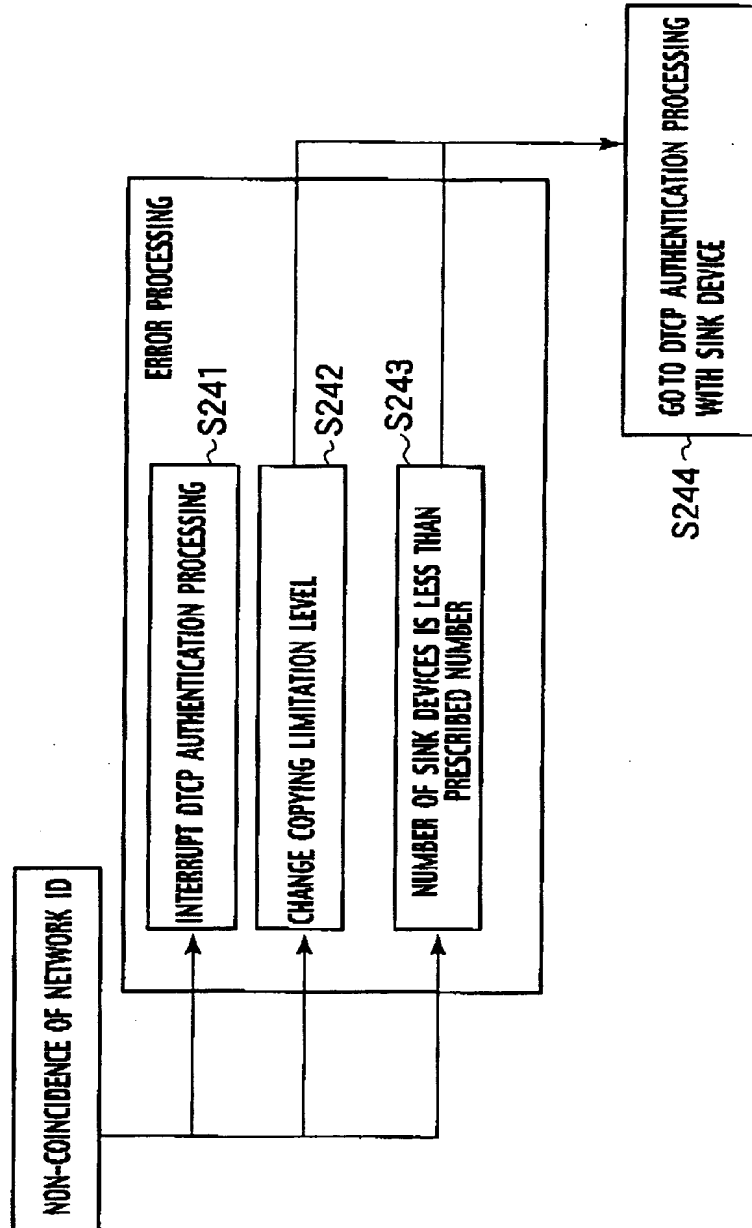 NON-COINCIDENCE OF NETWORK ID
ERROR PROCESSING
INTERRUPT DTCP AUTHENTICATION PROCESSING
S241
CHANGE COPYING LIMITATION LEVEL
S242
NUMBER OF SINK DEVICES IS LESS THAN
PRESCRIBED NUMBER
S243
S244
GO TO DTCP AUTHENTICATION PROCESSING
WITH SINK DEVICE